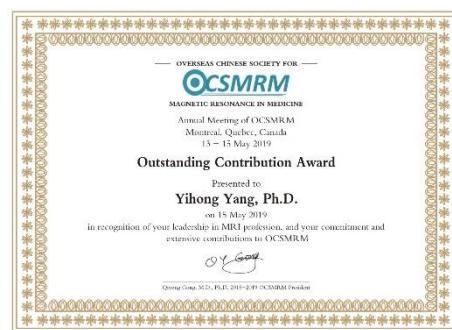 OVERSEAS CHINESE SOCIETY FOR
OCSMRM
MAGNETIC RESONANCE IN MEDICINE
Annual Meeting of OCSMRM
Montreal, Quebec, Canada
13 – 15 May 2019
Outstanding Contribution Award
Presented to
Yihong Yang, Ph.D.
on 15 May 2019
in recognition of your leadership in MRI profession, and your commitment and
extensive contributions to OCSMRM
Qiyong Gong, M.D., Ph.D. 2018-2019 OCSMRM President